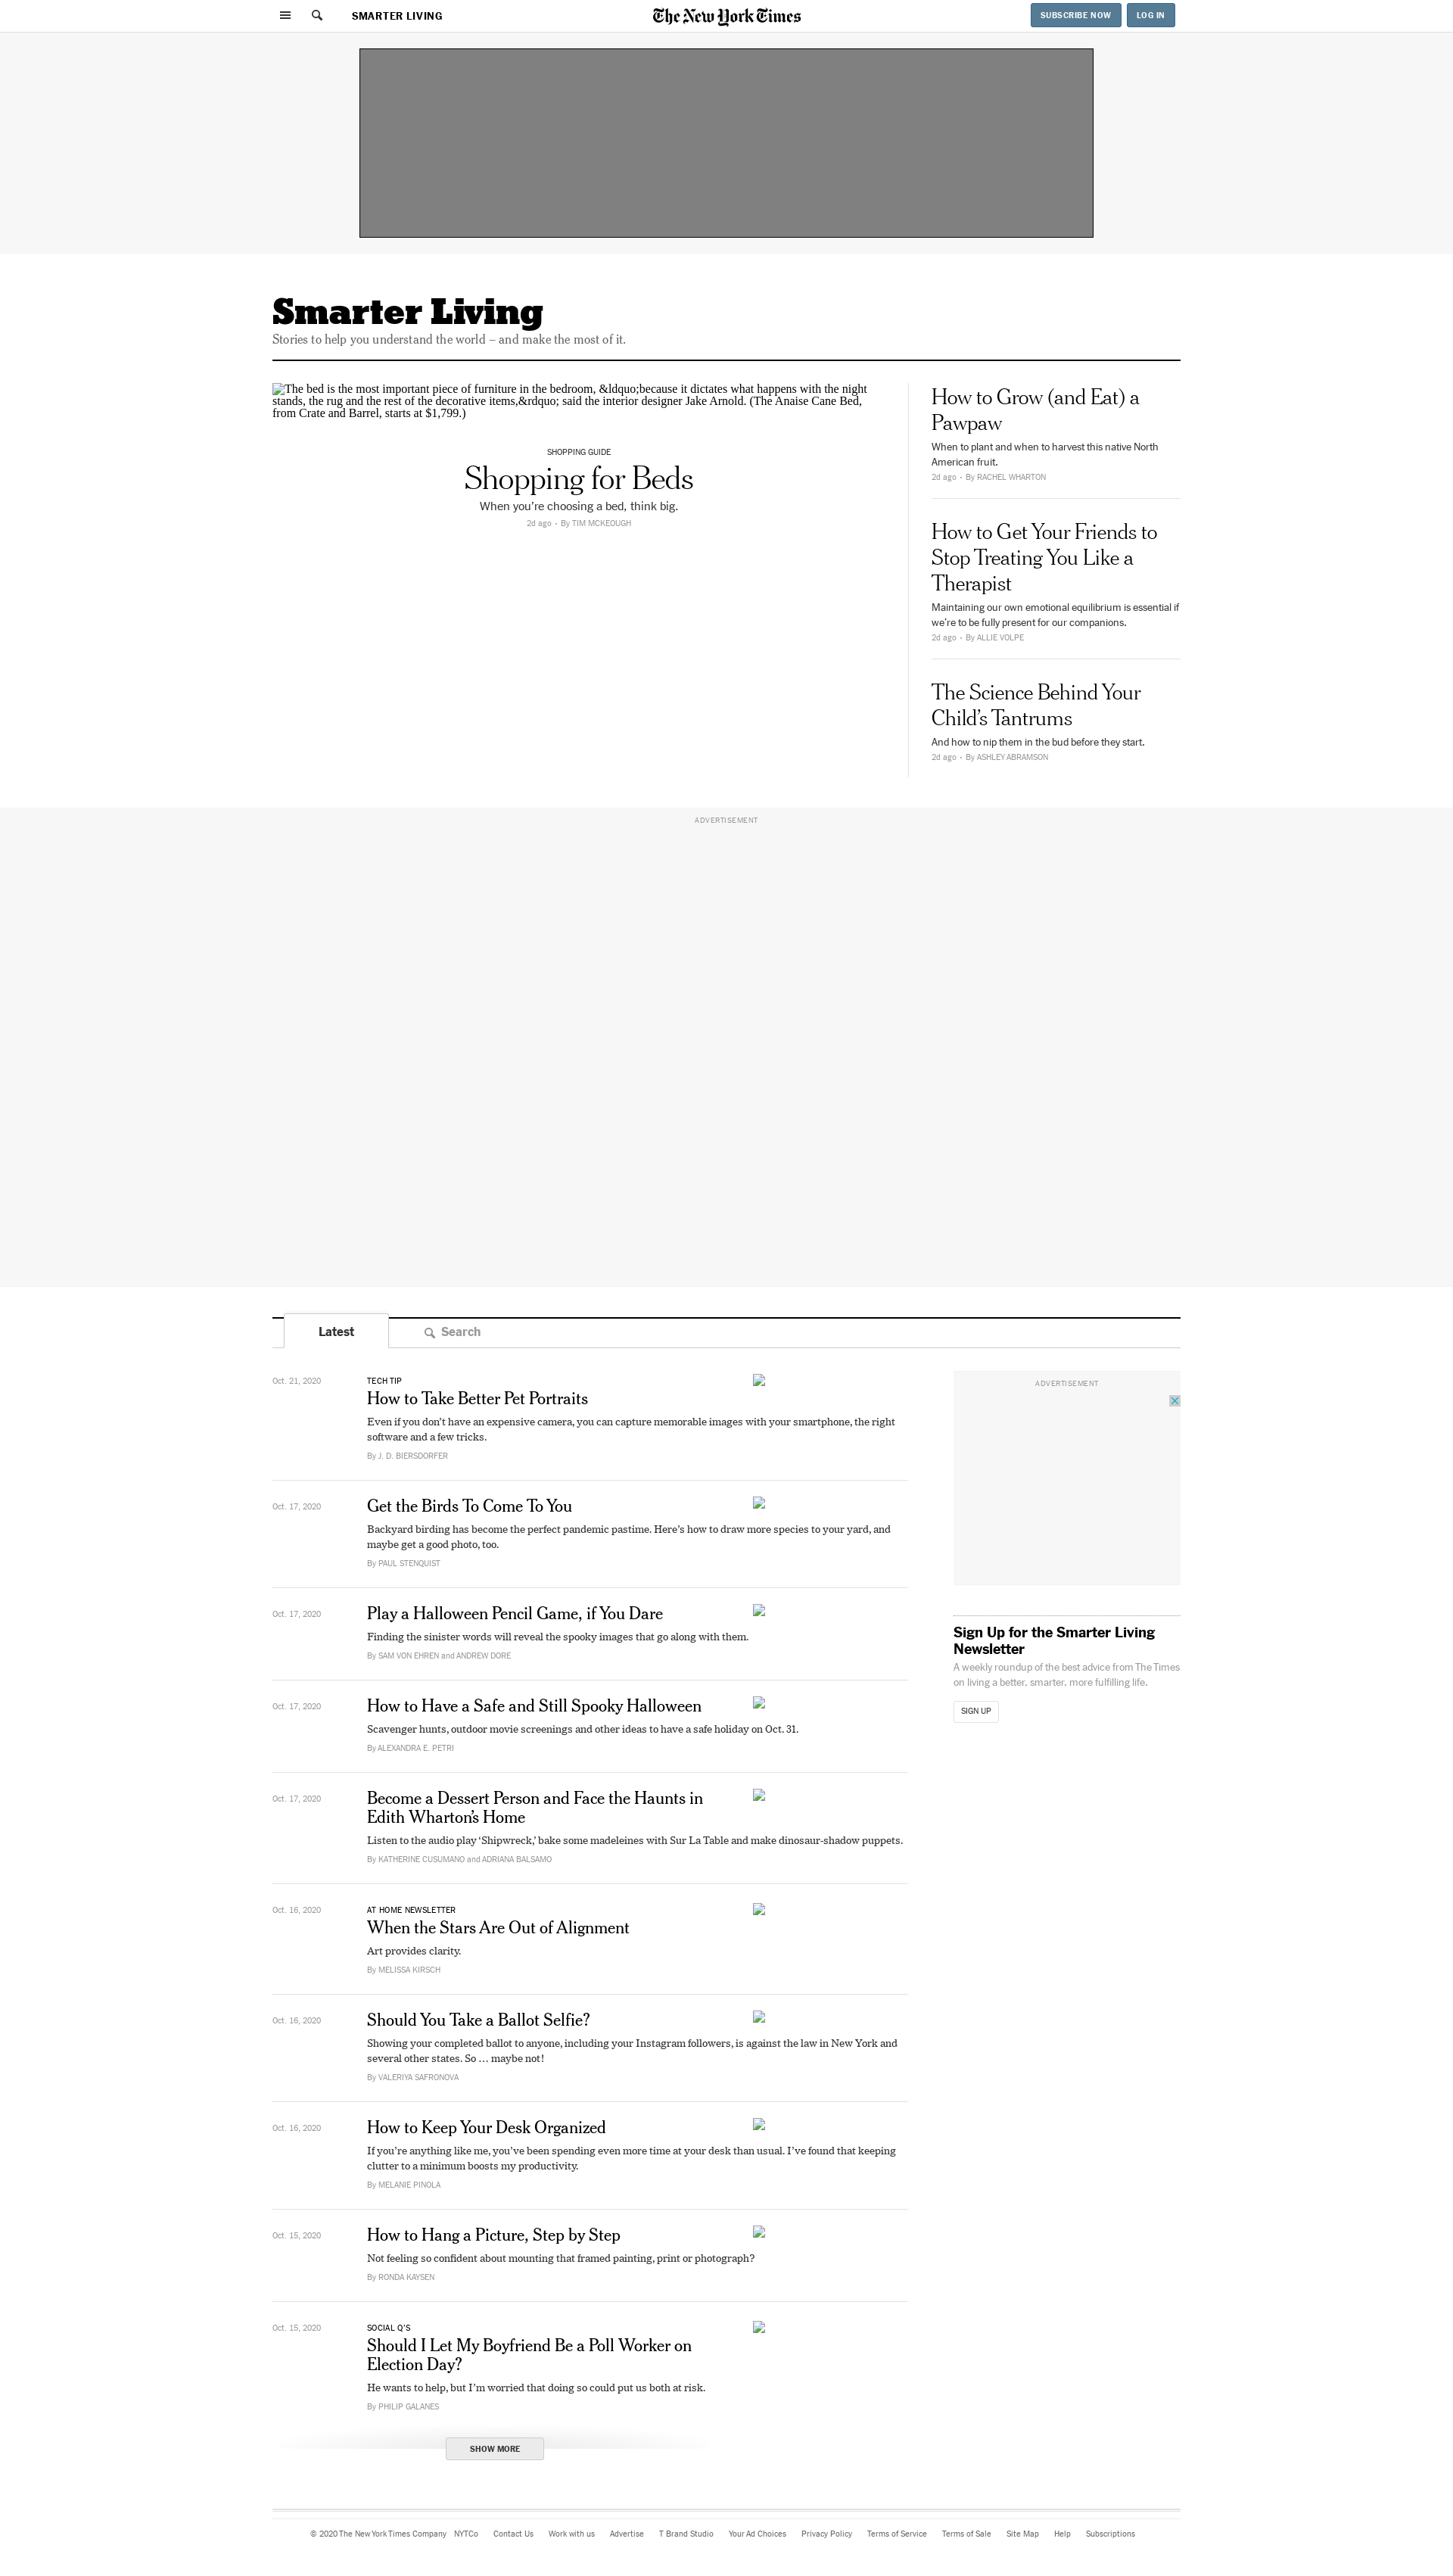 SMARTER LIVING
The New York Times
SUBSCRIBE NOW
LOG IN
Smarter Living
Stories to help you understand the world – and make the most of it.
The bed is the most important piece of furniture in the bedroom, &ldquo;because it dictates what happens with the night
stands, the rug and the rest of the decorative items,&rdquo; said the interior designer Jake Arnold. (The Anaise Cane Bed,
from Crate and Barrel, starts at $1,799.)
SHOPPING GUIDE
Shopping for Beds
When you’re choosing a bed, think big.
2d ago • By TIM MCKEOUGH
How to Grow (and Eat) a
Pawpaw
When to plant and when to harvest this native North
American fruit.
2d ago • By RACHEL WHARTON
How to Get Your Friends to
Stop Treating You Like a
Therapist
Maintaining our own emotional equilibrium is essential if
we’re to be fully present for our companions.
2d ago • By ALLIE VOLPE
The Science Behind Your
Child’s Tantrums
And how to nip them in the bud before they start.
2d ago • By ASHLEY ABRAMSON
ADVERTISEMENT
Latest
Search
Oct. 21, 2020
TECH TIP
How to Take Better Pet Portraits
Even if you don’t have an expensive camera, you can capture memorable images with your smartphone, the right
software and a few tricks.
By J. D. BIERSDORFER
Oct. 17, 2020
Get the Birds To Come To You
Backyard birding has become the perfect pandemic pastime. Here’s how to draw more species to your yard, and
maybe get a good photo, too.
By PAUL STENQUIST
Oct. 17, 2020
Play a Halloween Pencil Game, if You Dare
Finding the sinister words will reveal the spooky images that go along with them.
By SAM VON EHREN and ANDREW DORE
Oct. 17, 2020
How to Have a Safe and Still Spooky Halloween
Scavenger hunts, outdoor movie screenings and other ideas to have a safe holiday on Oct. 31.
By ALEXANDRA E. PETRI
Oct. 17, 2020
Become a Dessert Person and Face the Haunts in
Edith Wharton’s Home
Listen to the audio play ‘Shipwreck,’ bake some madeleines with Sur La Table and make dinosaur-shadow puppets.
By KATHERINE CUSUMANO and ADRIANA BALSAMO
Oct. 16, 2020
AT HOME NEWSLETTER
When the Stars Are Out of Alignment
Art provides clarity.
By MELISSA KIRSCH
Oct. 16, 2020
Should You Take a Ballot Selfie?
Showing your completed ballot to anyone, including your Instagram followers, is against the law in New York and
several other states. So … maybe not!
By VALERIYA SAFRONOVA
Oct. 16, 2020
How to Keep Your Desk Organized
If you’re anything like me, you’ve been spending even more time at your desk than usual. I’ve found that keeping
clutter to a minimum boosts my productivity.
By MELANIE PINOLA
Oct. 15, 2020
How to Hang a Picture, Step by Step
Not feeling so confident about mounting that framed painting, print or photograph?
By RONDA KAYSEN
Oct. 15, 2020
SOCIAL Q’S
Should I Let My Boyfriend Be a Poll Worker on
Election Day?
He wants to help, but I’m worried that doing so could put us both at risk.
By PHILIP GALANES
SHOW MORE
ADVERTISEMENT
Sign Up for the Smarter Living
Newsletter
A weekly roundup of the best advice from The Times
on living a better, smarter, more fulfilling life.
SIGN UP
© 2020 The New York Times Company NYTCo Contact Us Work with us Advertise T Brand Studio Your Ad Choices Privacy Policy Terms of Service Terms of Sale Site Map Help Subscriptions